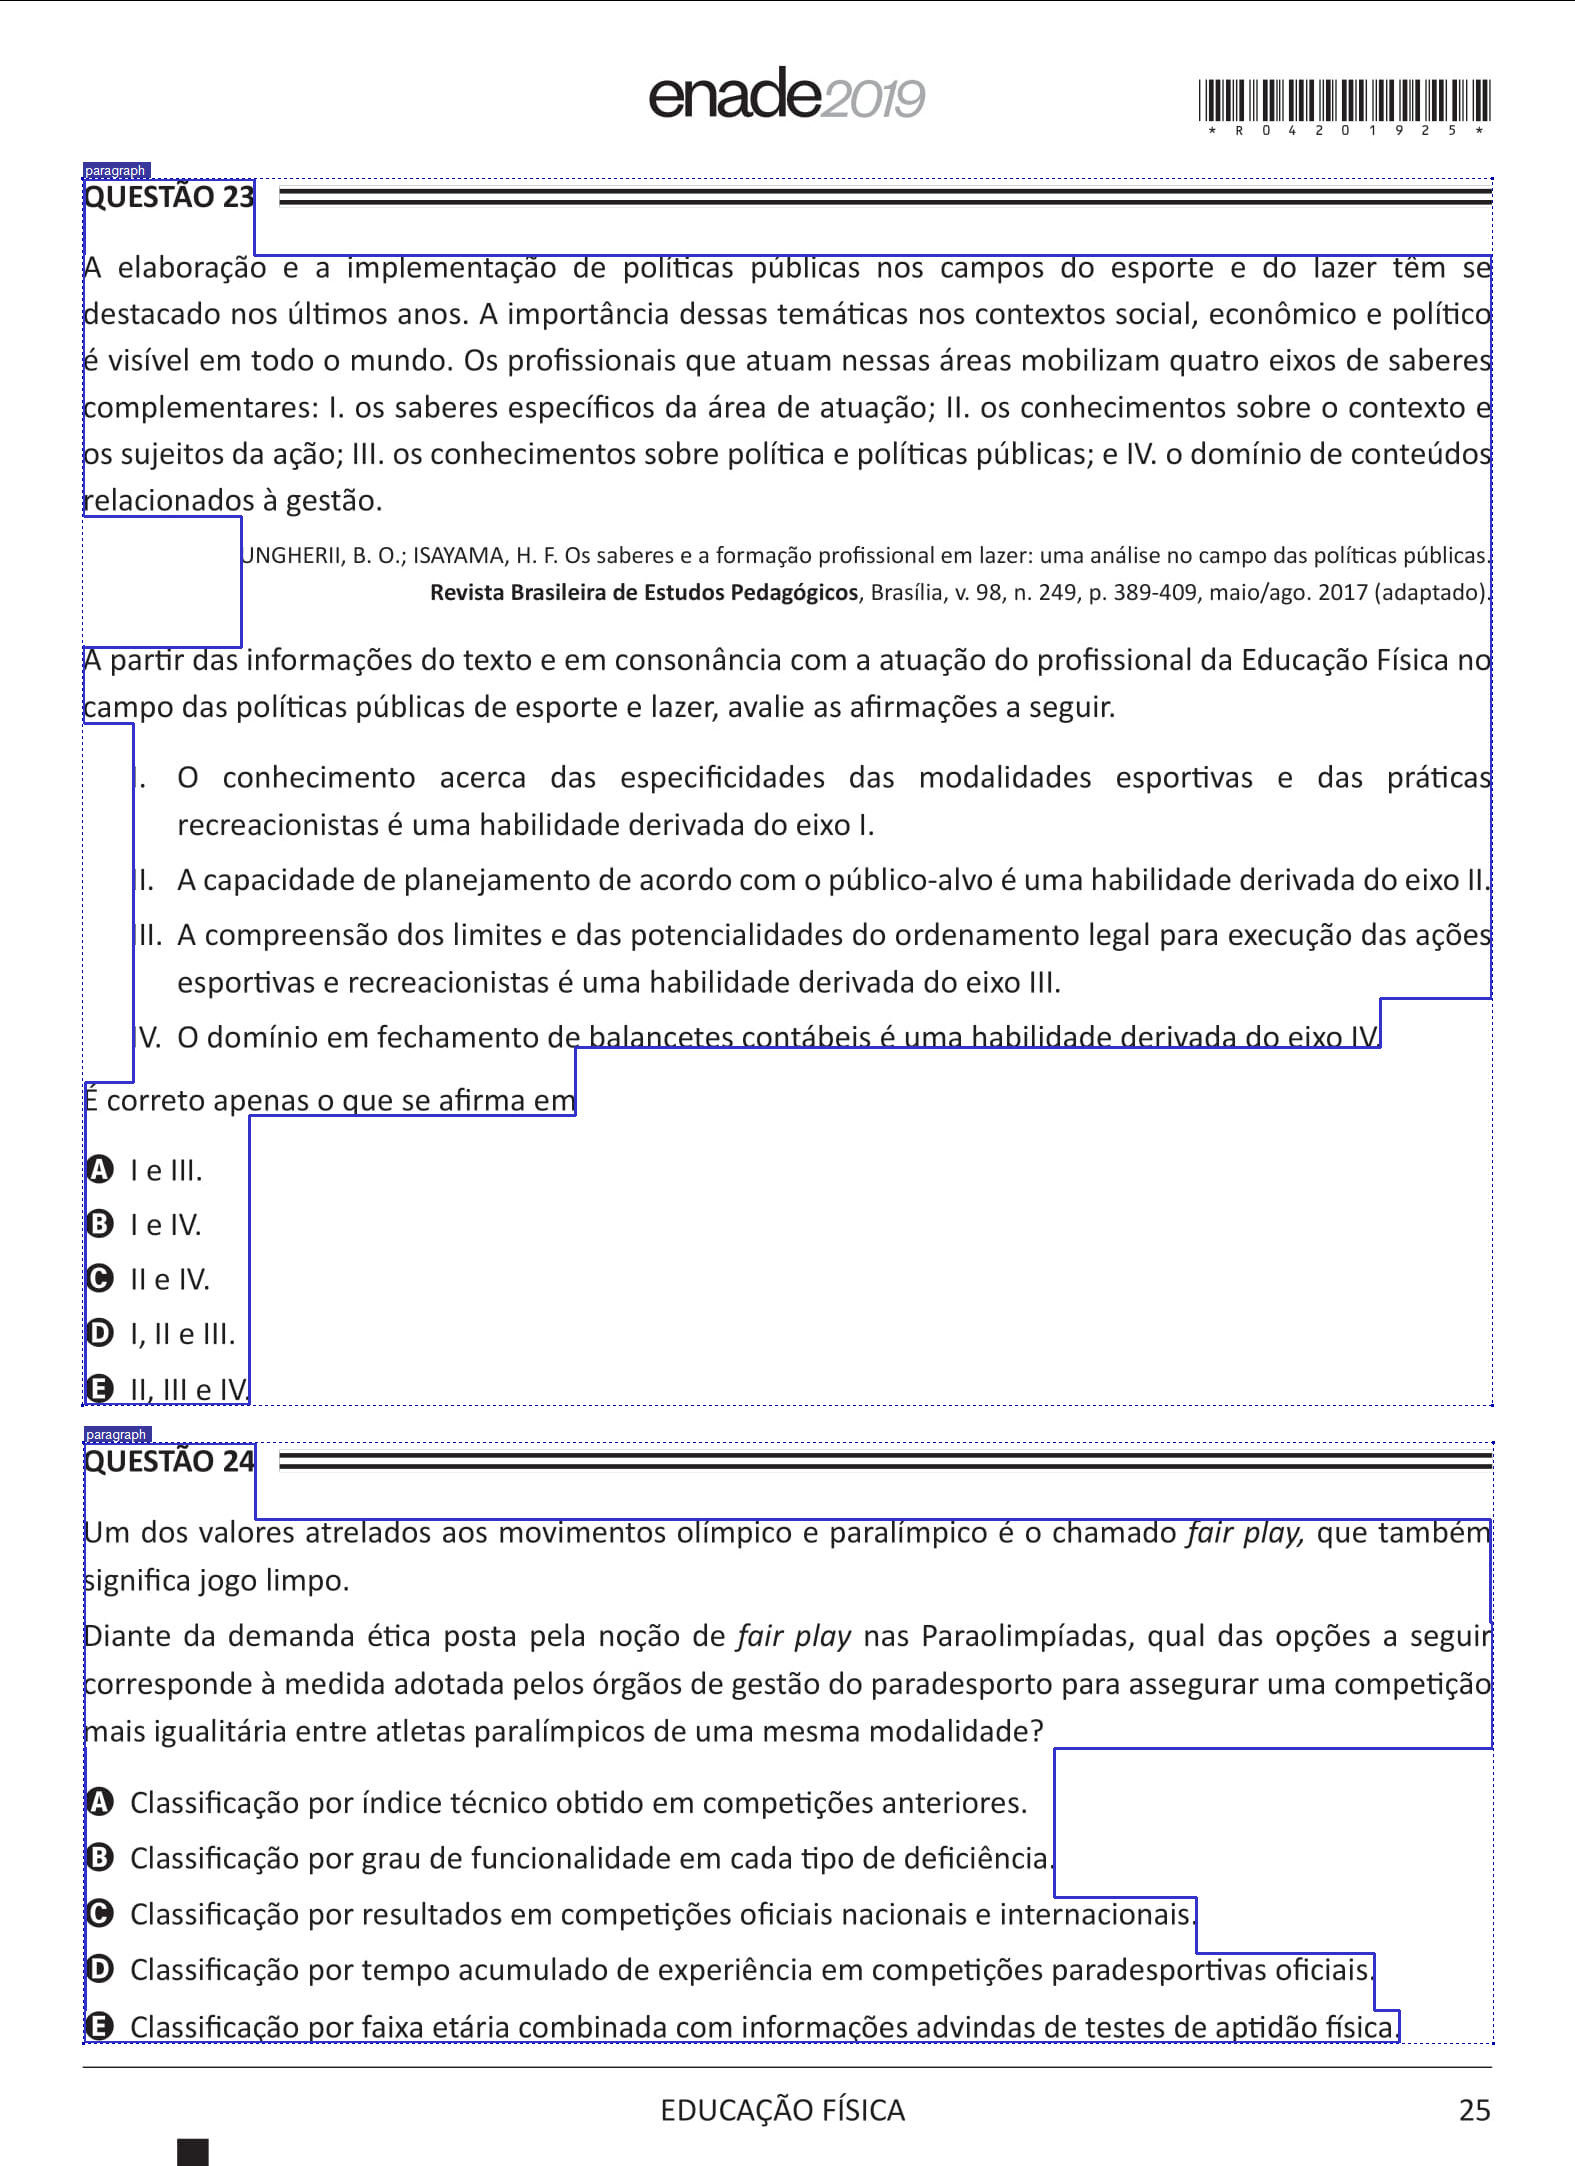 enade2019
*R04201925*
paragraph
QUESTÃO 23
A elaboração e a implementação de políticas públicas nos campos do esporte e do lazer têm se
destacado nos últimos anos. A importância dessas temáticas nos contextos social, econômico e político
é visível em todo o mundo. Os profissionais que atuam nessas áreas mobilizam quatro eixos de saberes
complementares: I. os saberes específicos da área de atuação; II. os conhecimentos sobre o contexto e
os sujeitos da ação; III. os conhecimentos sobre política e políticas públicas; e IV. o domínio de conteúdos
relacionados à gestão.
UNGHERII, B. O.; ISAYAMA, H. F. Os saberes e a formação profissional em lazer: uma análise no campo das políticas públicas.
Revista Brasileira de Estudos Pedagógicos, Brasília, v. 98, n. 249, p. 389-409, maio/ago. 2017 (adaptado).
A partir das informações do texto e em consonância com a atuação do profissional da Educação Física no
campo das políticas públicas de esporte e lazer, avalie as afirmações a seguir.
I. O conhecimento acerca das especificidades das modalidades esportivas e das práticas
recreacionistas é uma habilidade derivada do eixo I.
II. A capacidade de planejamento de acordo com o público-alvo é uma habilidade derivada do eixo II.
III. A compreensão dos limites e das potencialidades do ordenamento legal para execução das ações
esportivas e recreacionistas é uma habilidade derivada do eixo III.
IV. O domínio em fechamento de balancetes contábeis é uma habilidade derivada do eixo IV.
É correto apenas o que se afirma em
A I e III.
B I e IV.
C II e IV.
D I, II e III.
E II, III e IV.
paragraph
QUESTÃO 24
Um dos valores atrelados aos movimentos olímpico e paralímpico é o chamado fair play, que também
significa jogo limpo.
Diante da demanda ética posta pela noção de fair play nas Paraolimpíadas, qual das opções a seguir
corresponde à medida adotada pelos órgãos de gestão do paradesporto para assegurar uma competição
mais igualitária entre atletas paralímpicos de uma mesma modalidade?
A Classificação por índice técnico obtido em competições anteriores.
B Classificação por grau de funcionalidade em cada tipo de deficiência.
C Classificação por resultados em competições oficiais nacionais e internacionais.
D Classificação por tempo acumulado de experiência em competições paradesportivas oficiais.
E Classificação por faixa etária combinada com informações advindas de testes de aptidão física.
EDUCAÇÃO FÍSICA
25